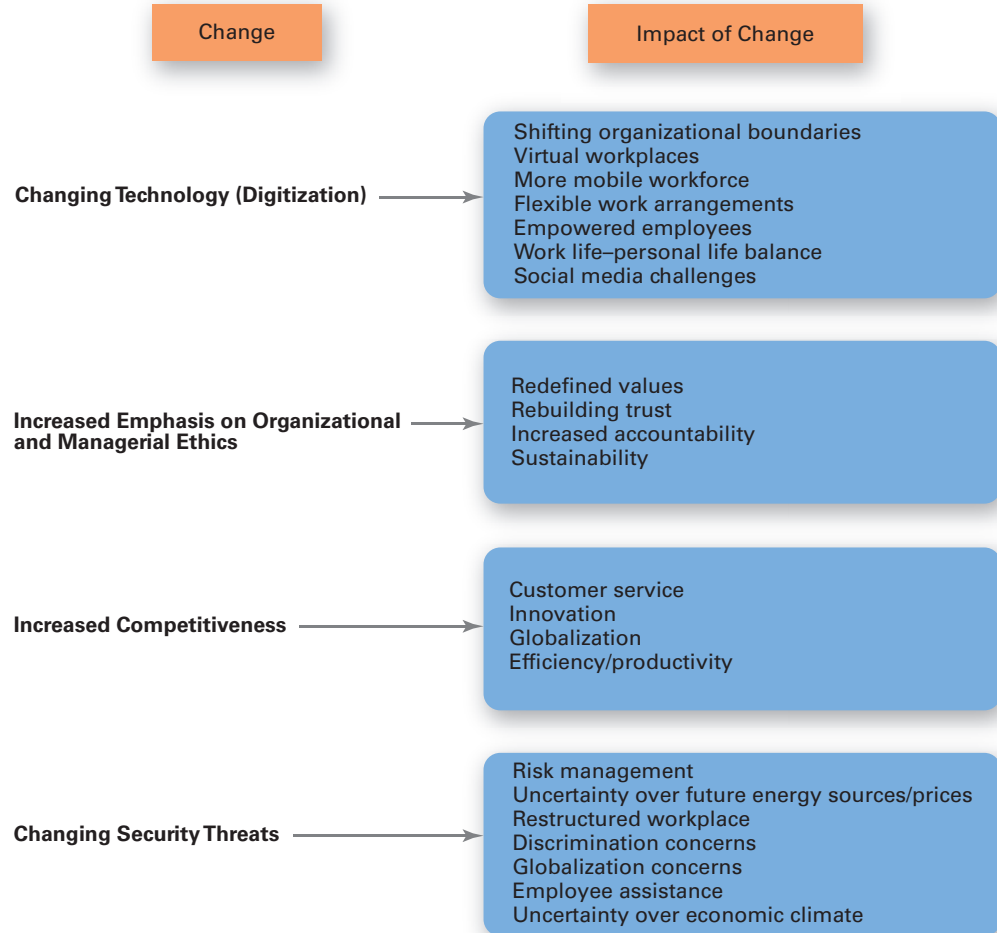 Change
Impact of Change
Changing Technology (Digitization)
Shifting organizational boundaries
Virtual workplaces
More mobile workforce
Flexible work arrangements
Empowered employees
Work life–personal life balance
Social media challenges
Increased Emphasis on Organizational
and Managerial Ethics
Redefined values
Rebuilding trust
Increased accountability
Sustainability
Increased Competitiveness
Customer service
Innovation
Globalization
Efficiency/productivity
Changing Security Threats
Risk management
Uncertainty over future energy sources/prices
Restructured workplace
Discrimination concerns
Globalization concerns
Employee assistance
Uncertainty over economic climate